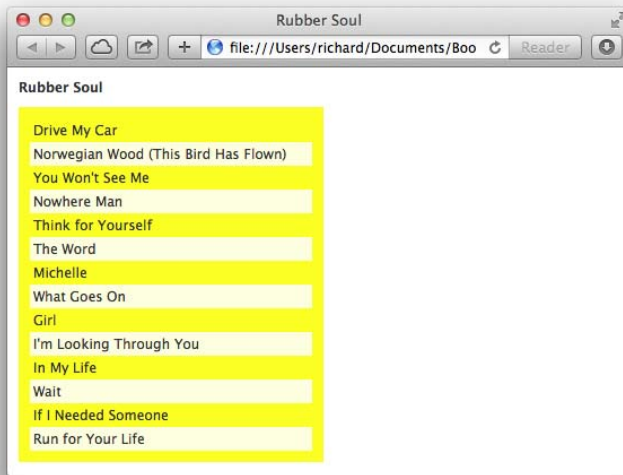 Rubber Soul
file:///Users/richard/Documents/Boo
Reader
Rubber Soul
Drive My Car
Norwegian Wood (This Bird Has Flown)
You Won't See Me
Nowhere Man
Think for Yourself
The Word
Michelle
What Goes On
Girl
I'm Looking Through You
In My Life
Wait
If I Needed Someone
Run for Your Life